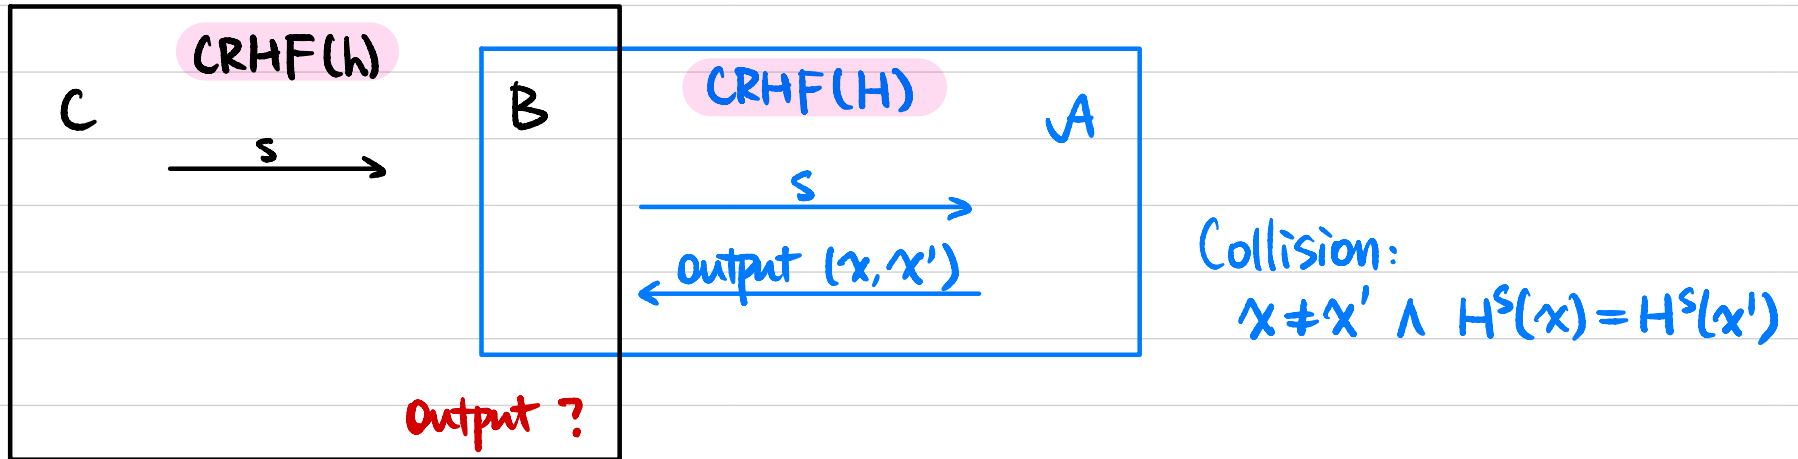 CRHF(h)
C
s
B
CRHF(H)
A
s
output (x, x')
Collision:
x ≠ x' ∧ H^s(x) = H^s(x')
Output ?